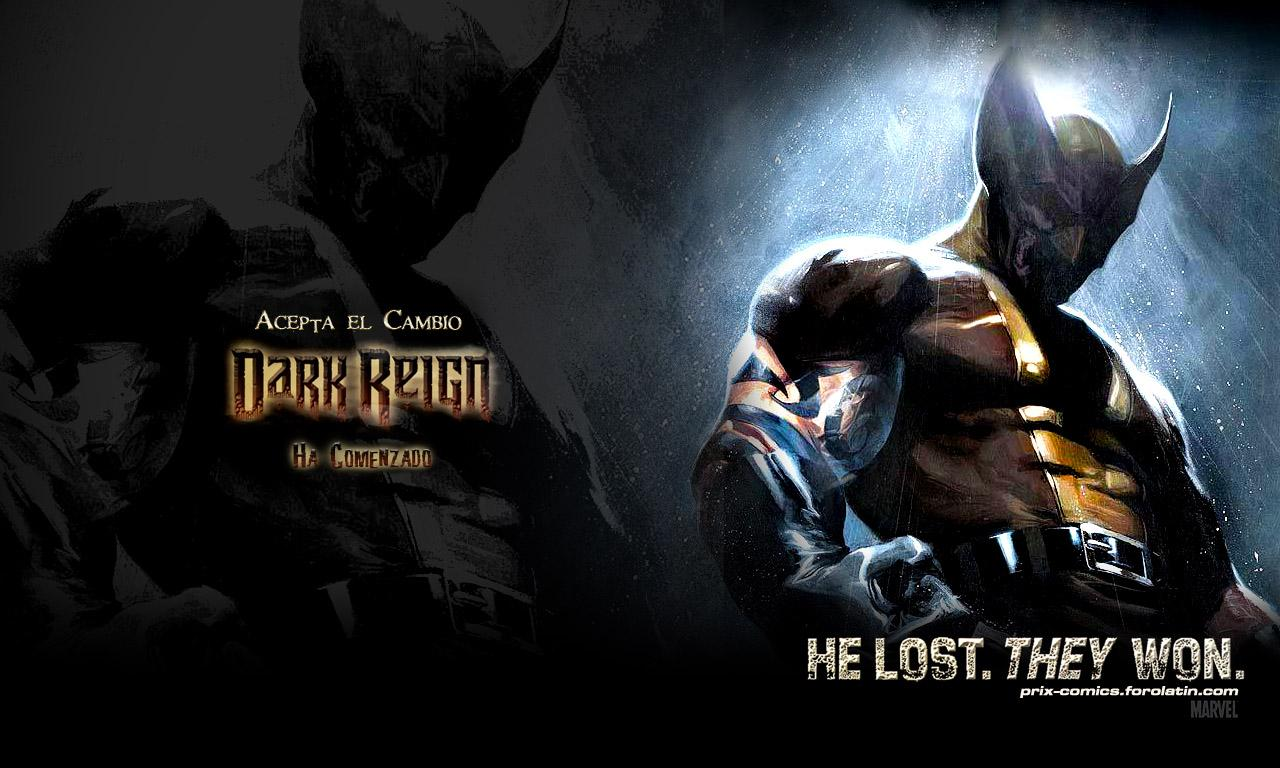 Acepta el Cambio
Dark Reign
Ha Comenzado
HE LOST. THEY WON.
prix-comics.forolatin.com
MARVEL